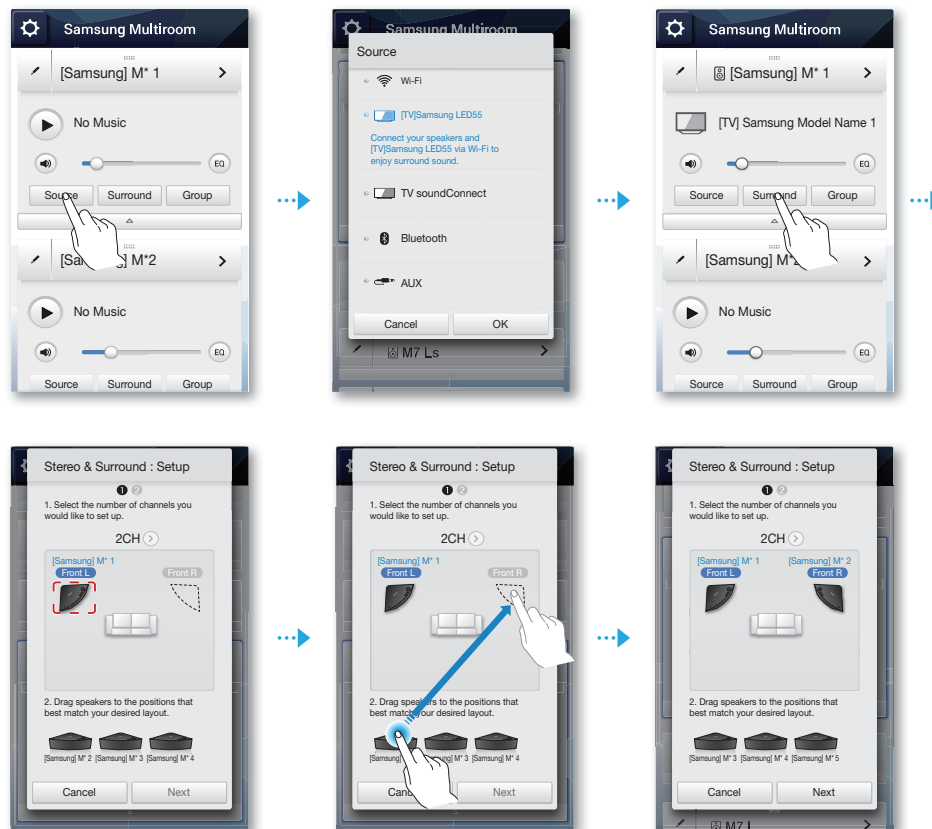 Samsung Multiroom
[Samsung] M* 1
No Music
EQ
Source Surround Group
[Sa M*2
No Music
EQ
Source Surround Group
Samsung Multiroom
Source
Wi-Fi
[TV]Samsung LED55
Connect your speakers and
[TV]Samsung LED55 via Wi-Fi to
enjoy surround sound.
TV soundConnect
Bluetooth
AUX
Cancel OK
M7 Ls
Samsung Multiroom
[Samsung] M* 1
[TV] Samsung Model Name 1
EQ
Source Surround Group
[Samsung] M*2
No Music
EQ
Source Surround Group
Stereo & Surround : Setup
1 2
1. Select the number of channels you
would like to set up.
2CH
[Samsung] M* 1
Front L Front R
2. Drag speakers to the positions that
best match your desired layout.
[Samsung] M* 2 [Samsung] M* 3 [Samsung] M* 4
Cancel Next
Stereo & Surround : Setup
1 2
1. Select the number of channels you
would like to set up.
2CH
[Samsung] M* 1
Front L Front R
2. Drag speakers to the positions that
best match your desired layout.
[Samsung] M* 3 [Samsung] M* 4
Cancel Next
Stereo & Surround : Setup
1 2
1. Select the number of channels you
would like to set up.
2CH
[Samsung] M* 1 [Samsung] M* 2
Front L Front R
2. Drag speakers to the positions that
best match your desired layout.
[Samsung] M* 3 [Samsung] M* 4 [Samsung] M* 5
Cancel Next
M7 L